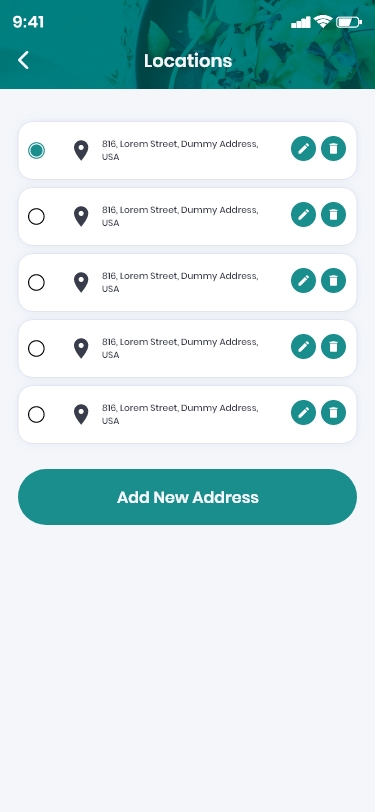 9:41
Locations
816, Lorem Street, Dummy Address,
USA
816, Lorem Street, Dummy Address,
USA
816, Lorem Street, Dummy Address,
USA
816, Lorem Street, Dummy Address,
USA
816, Lorem Street, Dummy Address,
USA
Add New Address